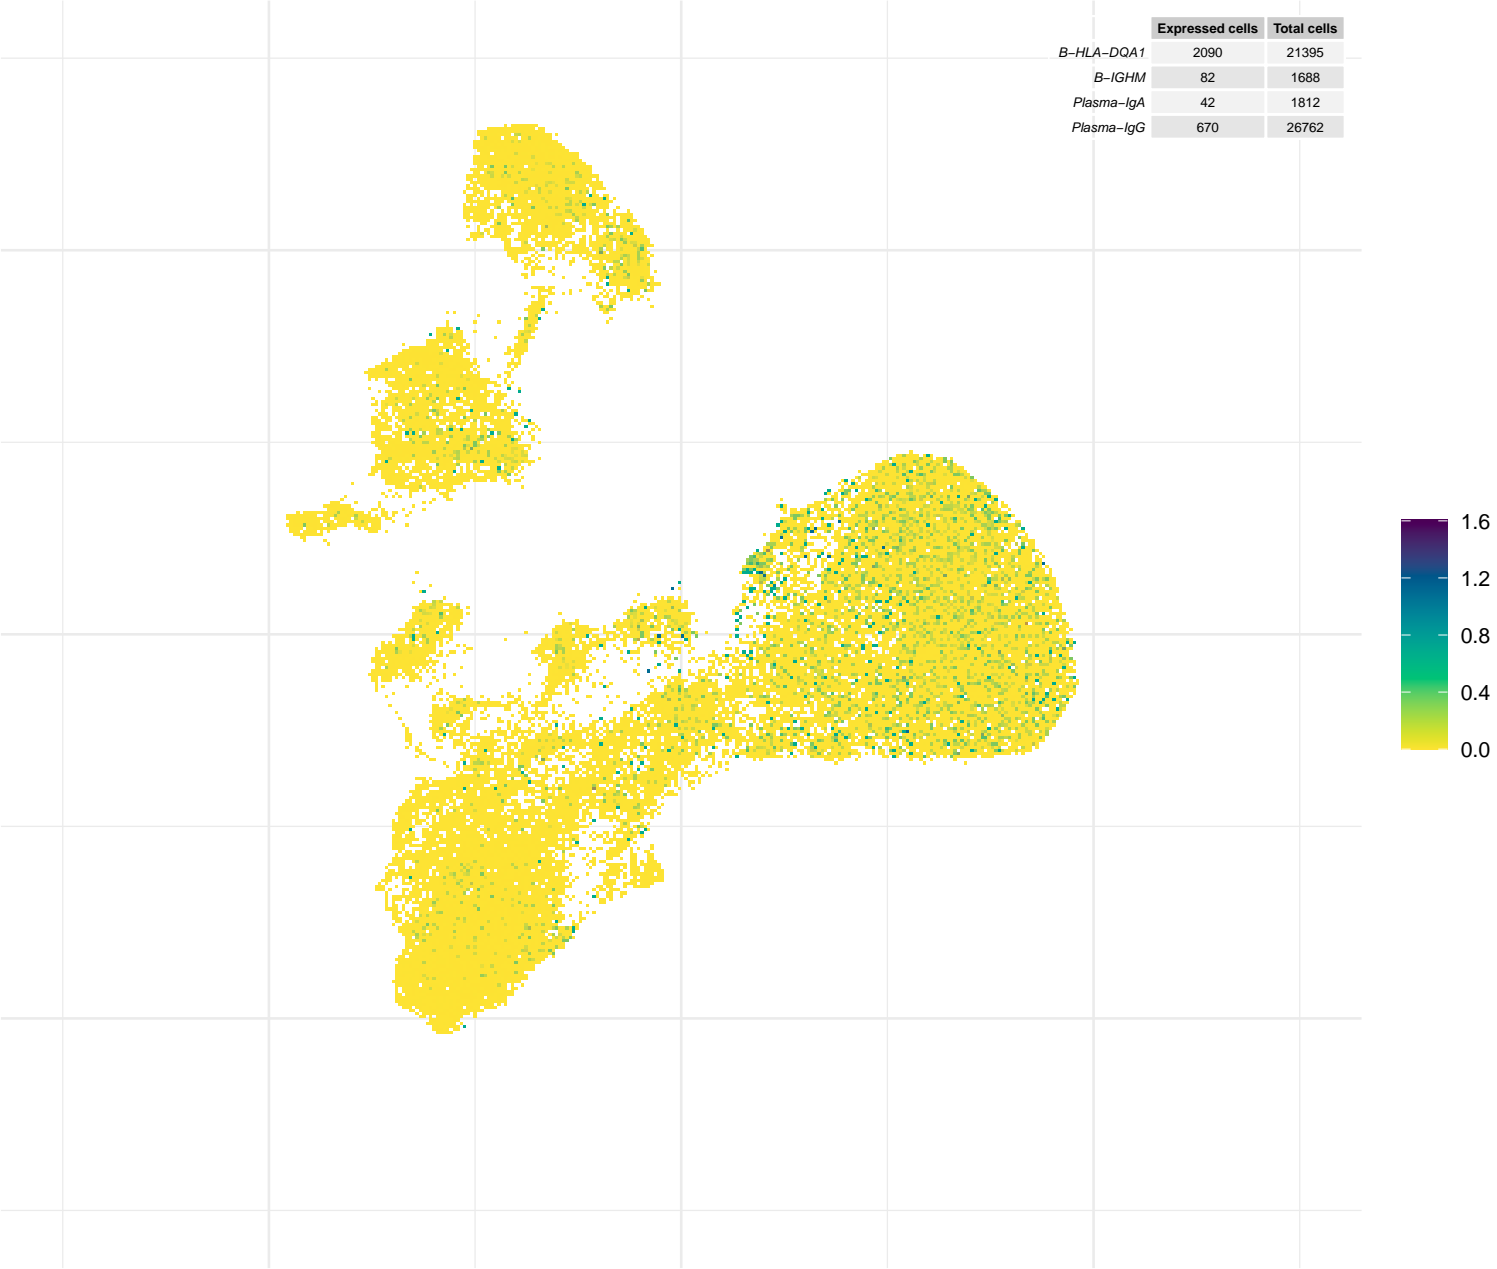 Expressed cells Total cells
B−HLA−DQA1 2090 21395
B−IGHM 82 1688
Plasma−IgA 42 1812
Plasma−IgG 670 26762
1.6
1.2
0.8
0.4
0.0